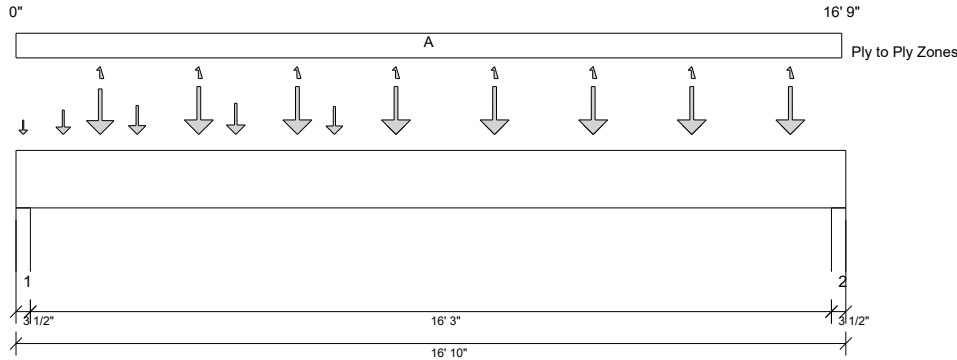 0" 16' 9"
A
Ply to Ply Zones
1 2
3 1/2" 16' 3" 3 1/2"
16' 10"